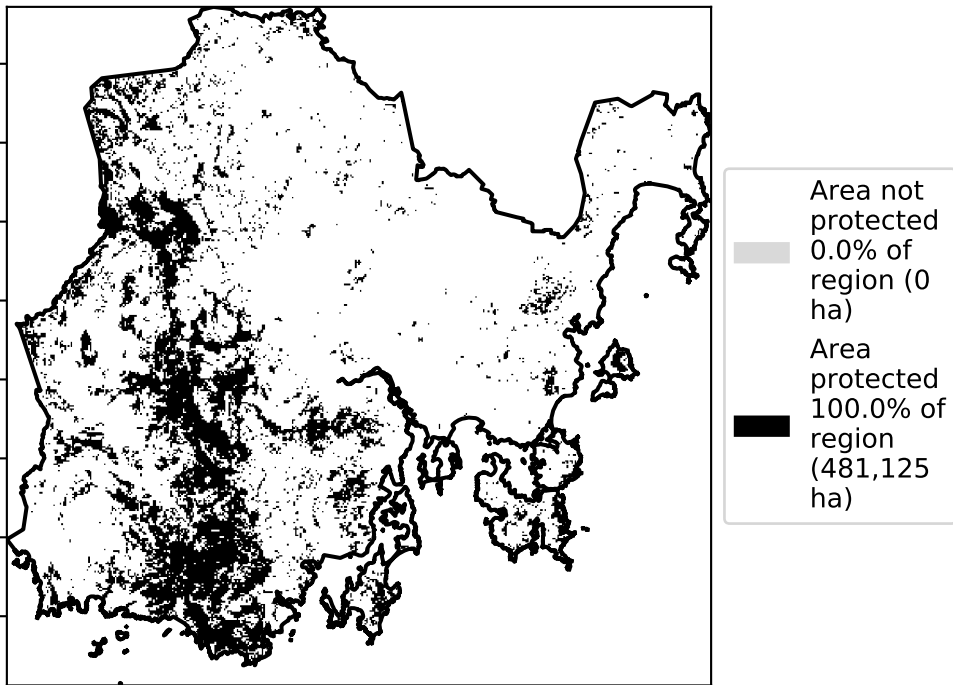 Area not
protected
0.0% of
region (0
ha)
Area
protected
100.0% of
region
(481,125
ha)